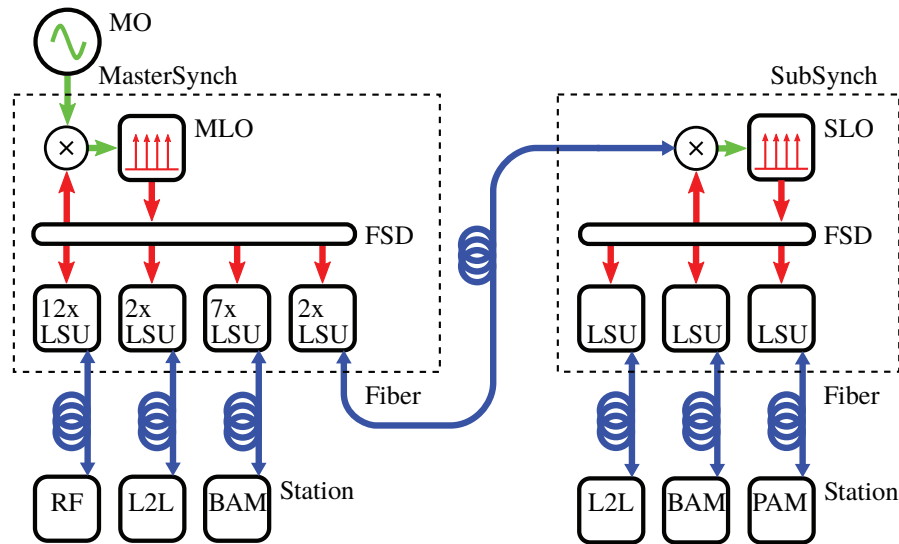 MO
MasterSynch
SubSynch
× MLO
× SLO
FSD
FSD
12x LSU
2x LSU
7x LSU
2x LSU
LSU
LSU
LSU
Fiber
Fiber
RF
L2L
BAM
Station
L2L
BAM
PAM
Station